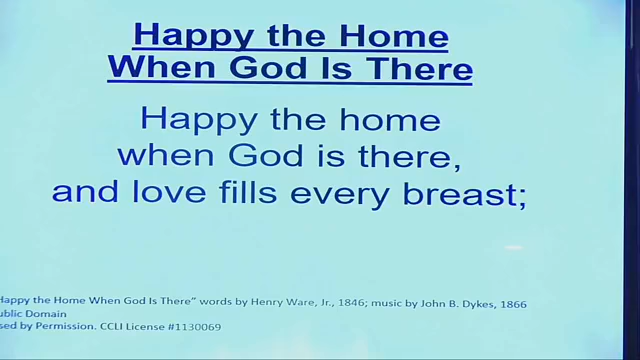 Happy the Home
When God Is There
Happy the home
when God is there,
and love fills every breast;
Happy the Home When God Is There” words by Henry Ware, Jr., 1846; music by John B. Dykes, 1866
ublic Domain
sed by Permission. CCLI License #1130069